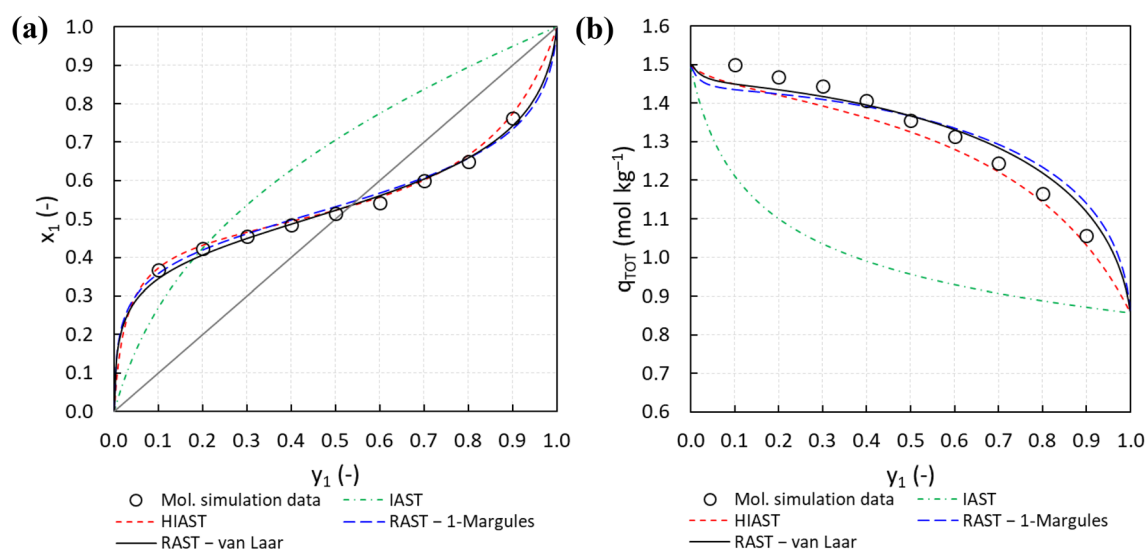 (a)
x₁ (-)
1.0
0.9
0.8
0.7
0.6
0.5
0.4
0.3
0.2
0.1
0.0
0.0 0.1 0.2 0.3 0.4 0.5 0.6 0.7 0.8 0.9 1.0
y₁ (-)
Mol. simulation data IAST
HIAST RAST – 1-Margules
RAST – van Laar
(b)
q_TOT (mol kg⁻¹)
1.6
1.5
1.4
1.3
1.2
1.1
1.0
0.9
0.8
0.7
0.6
0.0 0.1 0.2 0.3 0.4 0.5 0.6 0.7 0.8 0.9 1.0
y₁ (-)
Mol. simulation data IAST
HIAST RAST – 1-Margules
RAST – van Laar